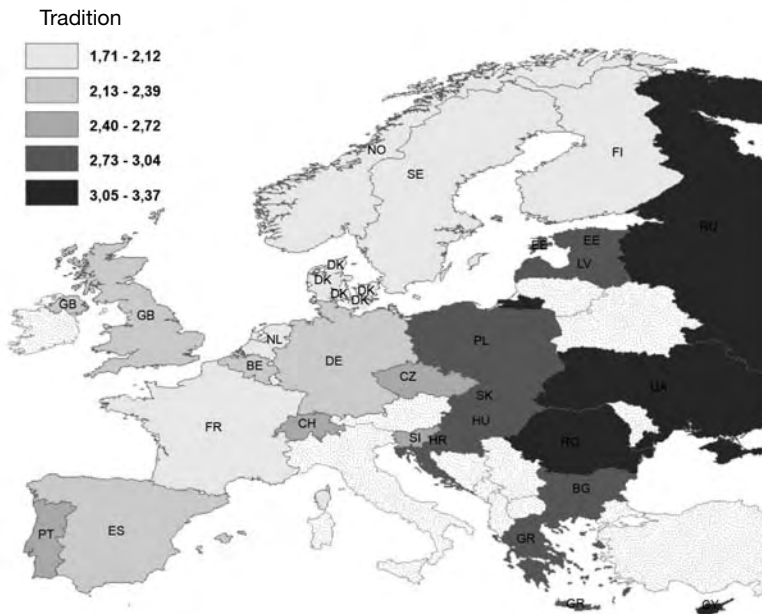 Tradition
1,71 - 2,12
2,13 - 2,39
2,40 - 2,72
2,73 - 3,04
3,05 - 3,37
NO
SE
FI
RU
EE
EE
LV
DK
DK
DK
DK
DK
GB
GB
NL
BE
DE
PL
CZ
SK
UA
FR
CH
SI
HR
HU
RO
BG
PT
ES
GR
GR
CY